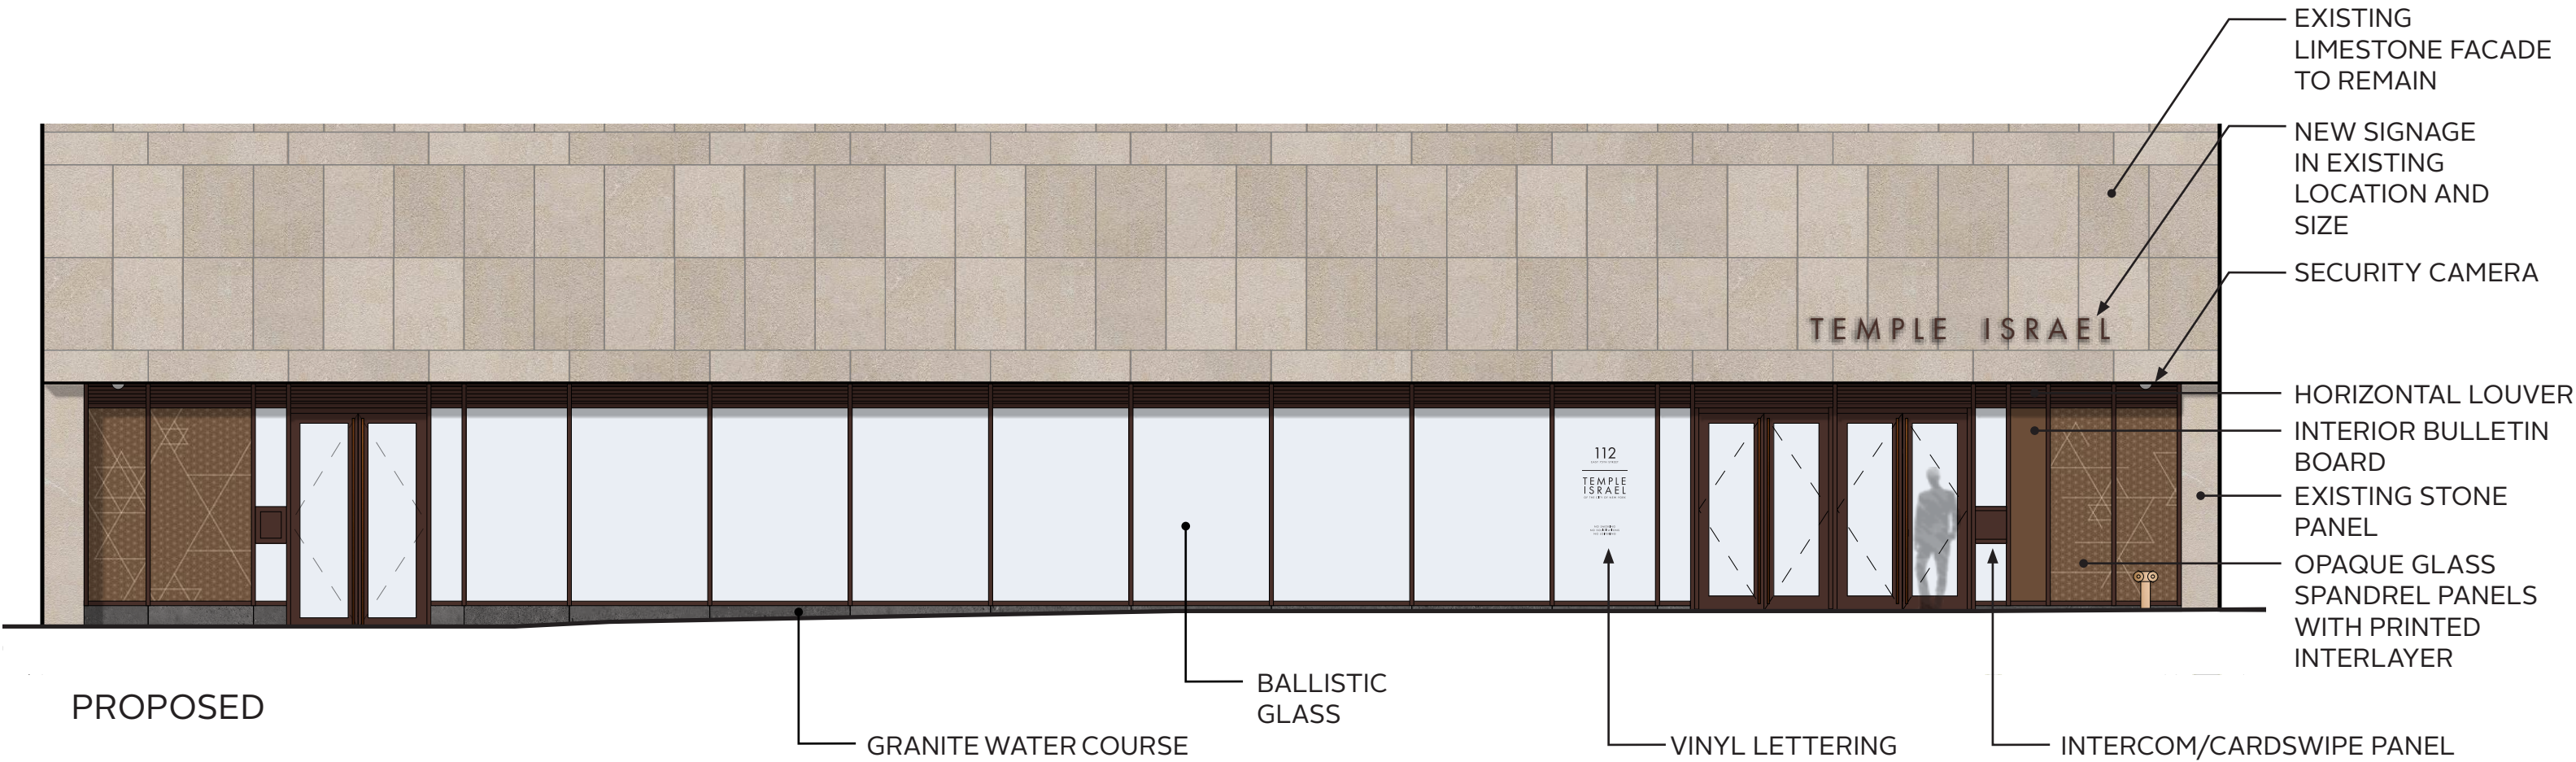 EXISTING
LIMESTONE FACADE
TO REMAIN
NEW SIGNAGE
IN EXISTING
LOCATION AND
SIZE
SECURITY CAMERA
TEMPLE ISRAEL
HORIZONTAL LOUVER
INTERIOR BULLETIN
BOARD
EXISTING STONE
PANEL
OPAQUE GLASS
SPANDREL PANELS
WITH PRINTED
INTERLAYER
112
TEMPLE
ISRAEL
PROPOSED
BALLISTIC
GLASS
GRANITE WATER COURSE
VINYL LETTERING
INTERCOM/CARDSWIPE PANEL